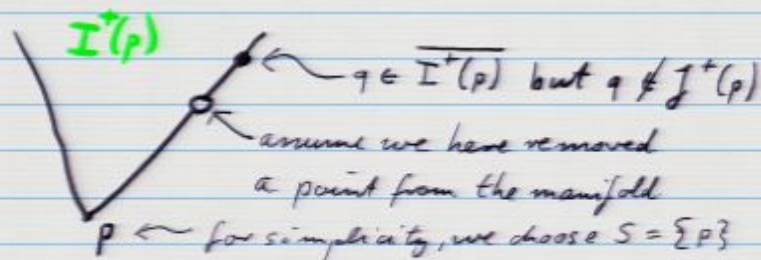 I⁺(p)
q ∈ \overline{I⁺(p)} but q ∉ J⁺(p)
assume we have removed
a point from the manifold
p ← for simplicity, we choose S = {p}